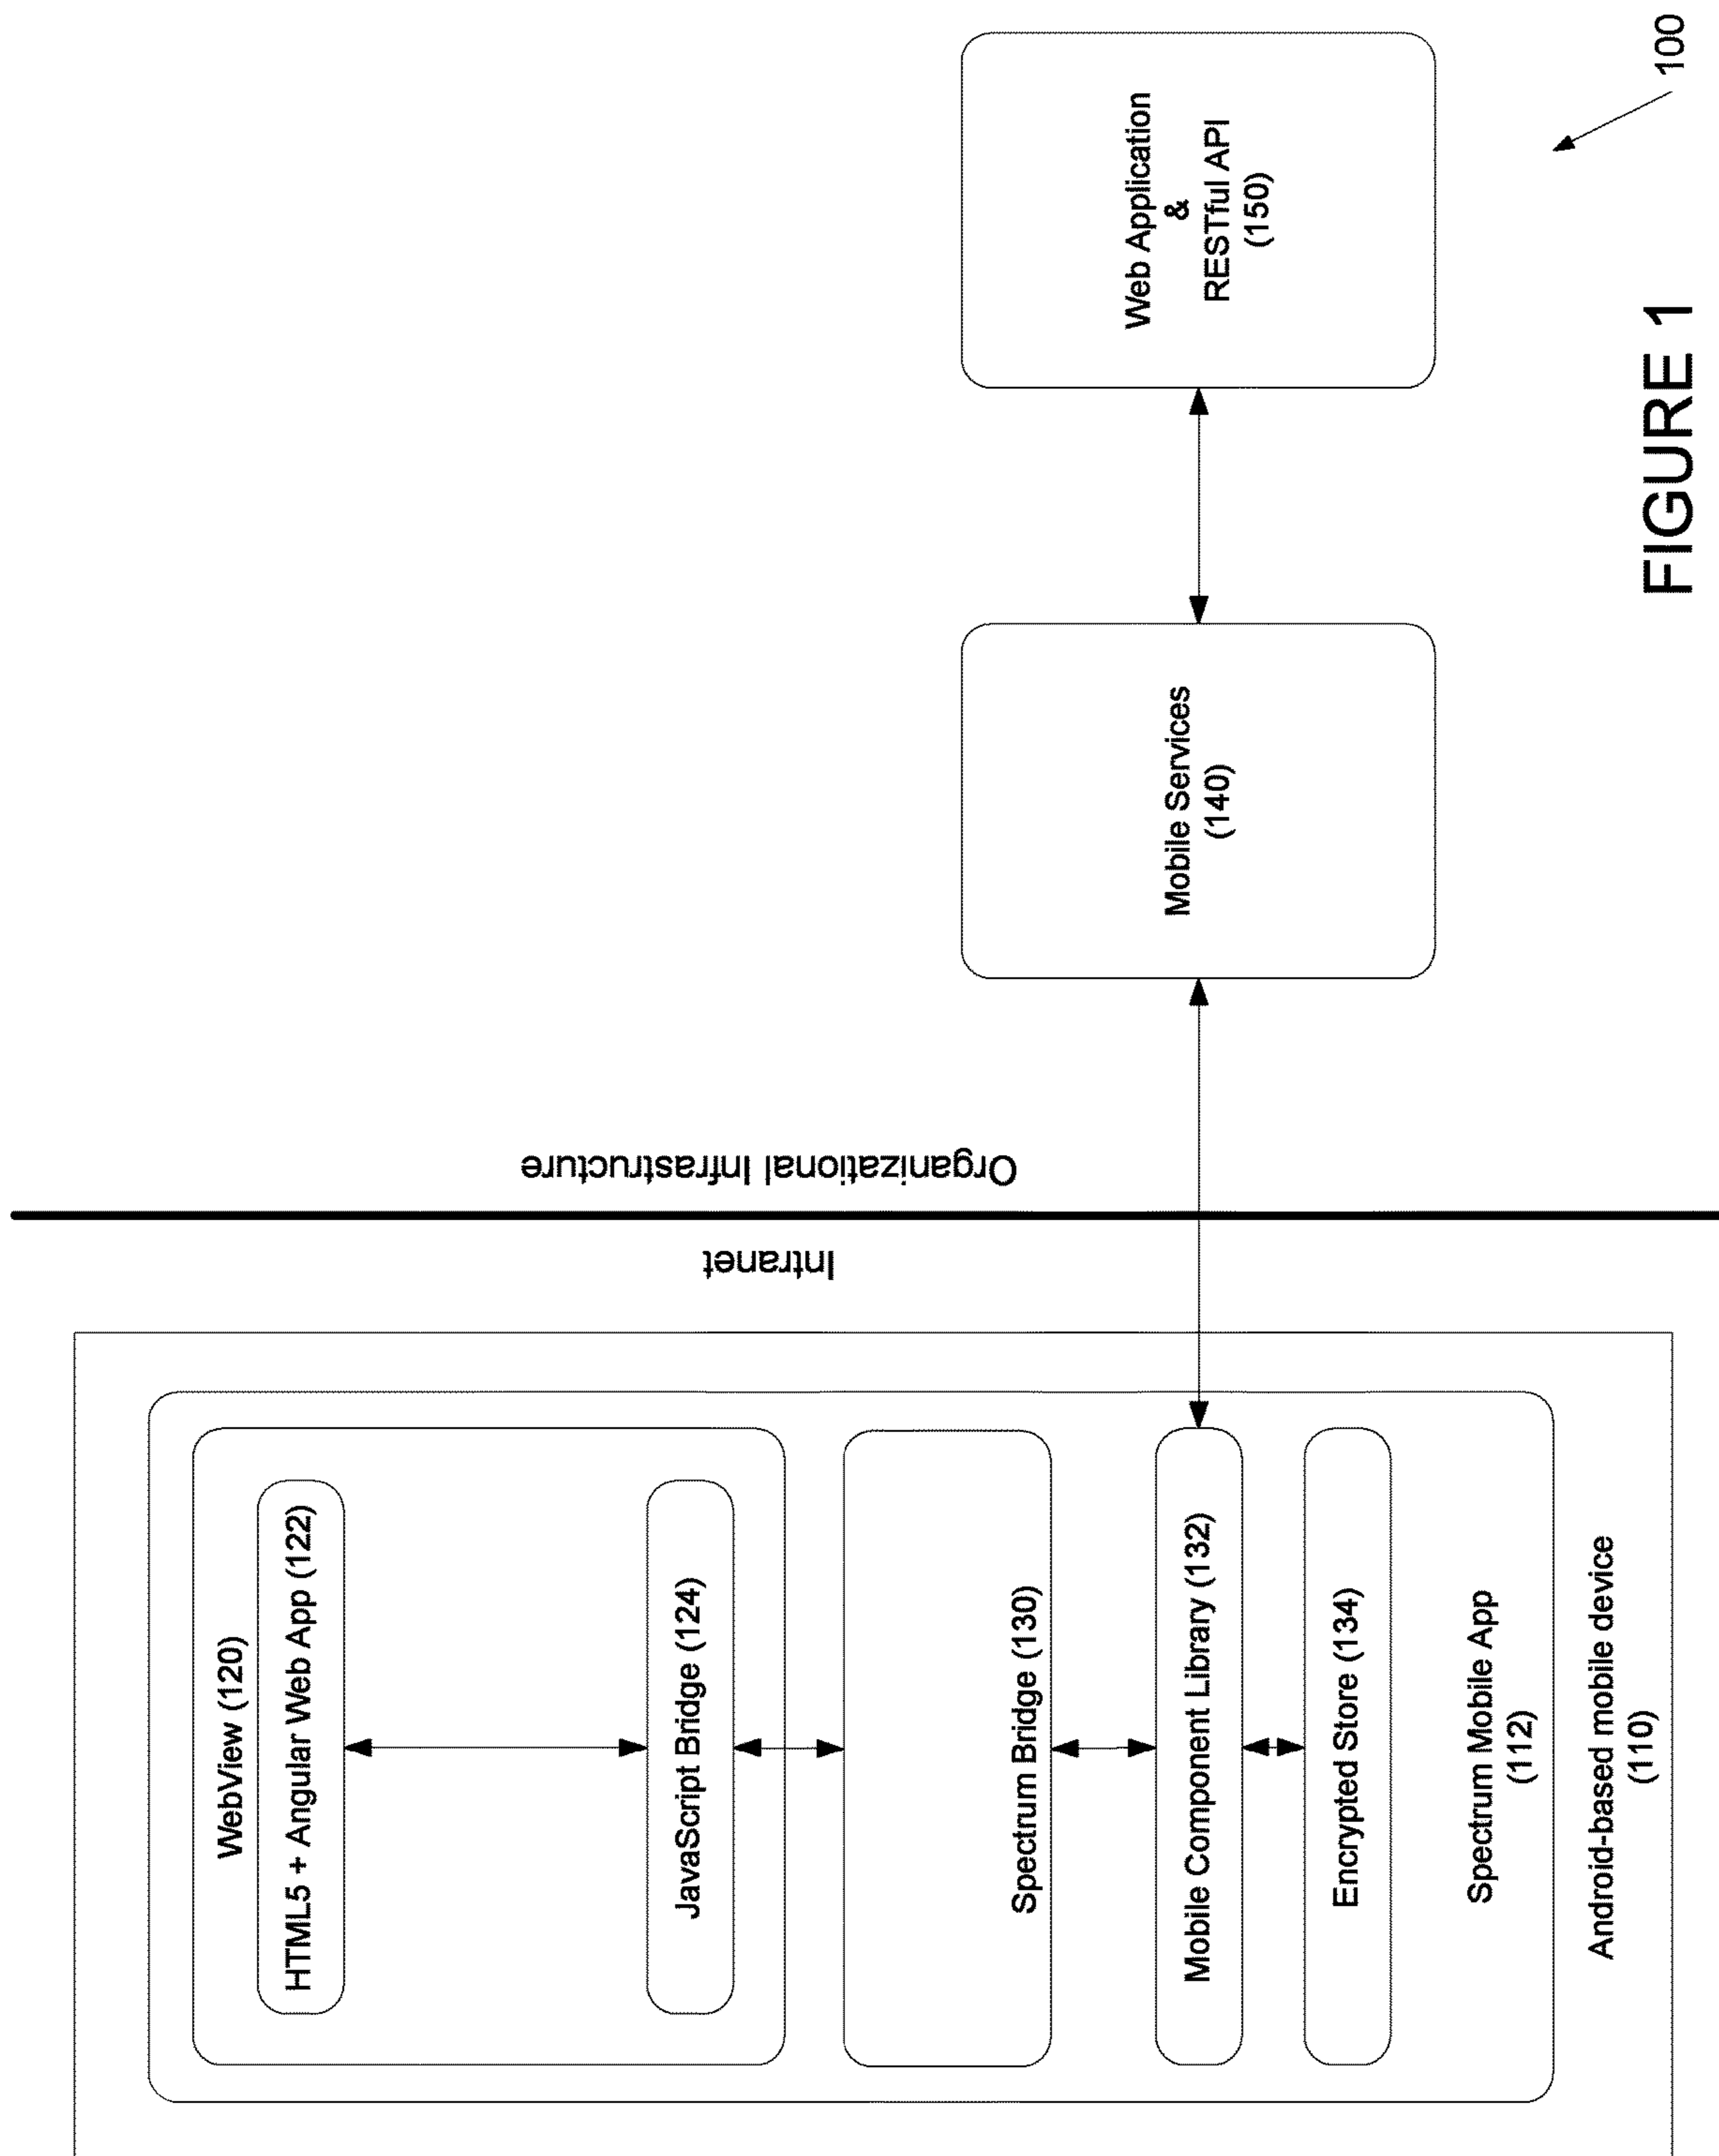 WebView (120)
HTML5 + Angular Web App (122)
JavaScript Bridge (124)
Spectrum Bridge (130)
Mobile Component Library (132)
Encrypted Store (134)
Spectrum Mobile App
(112)
Android-based mobile device
(110)
Intranet
Organizational Infrastructure
Mobile Services
(140)
Web Application
&
RESTful API
(150)
100
FIGURE 1